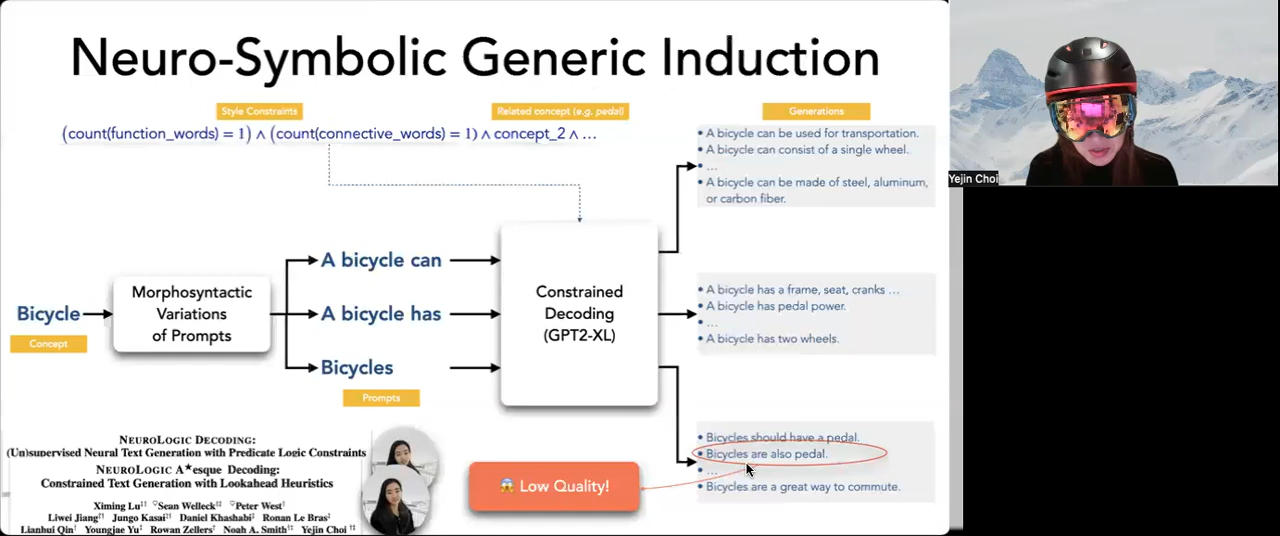 Neuro-Symbolic Generic Induction
Style Constraints
Related concept (e.g. pedal)
Generations
(count(function_words) = 1) ∧ (count(connective_words) = 1) ∧ concept_2 ∧ …
• A bicycle can be used for transportation.
• A bicycle can consist of a single wheel.
• …
• A bicycle can be made of steel, aluminum,
or carbon fiber.
Yejin Choi
Bicycle
Concept
Morphosyntactic
Variations
of Prompts
A bicycle can
A bicycle has
Bicycles
Prompts
Constrained
Decoding
(GPT2-XL)
• A bicycle has a frame, seat, cranks …
• A bicycle has pedal power.
• …
• A bicycle has two wheels.
• Bicycles should have a pedal.
• Bicycles are also pedal.
• …
• Bicycles are a great way to commute.
😱 Low Quality!
NEUROLOGIC DECODING:
(Un)supervised Neural Text Generation with Predicate Logic Constraints
NEUROLOGIC A★esque Decoding:
Constrained Text Generation with Lookahead Heuristics
Ximing Lu Sean Welleck Peter West
Liwei Jiang Jungo Kasai Daniel Khashabi Ronan Le Bras
Lianhui Qin Youngjae Yu Rowan Zellers Noah A. Smith Yejin Choi